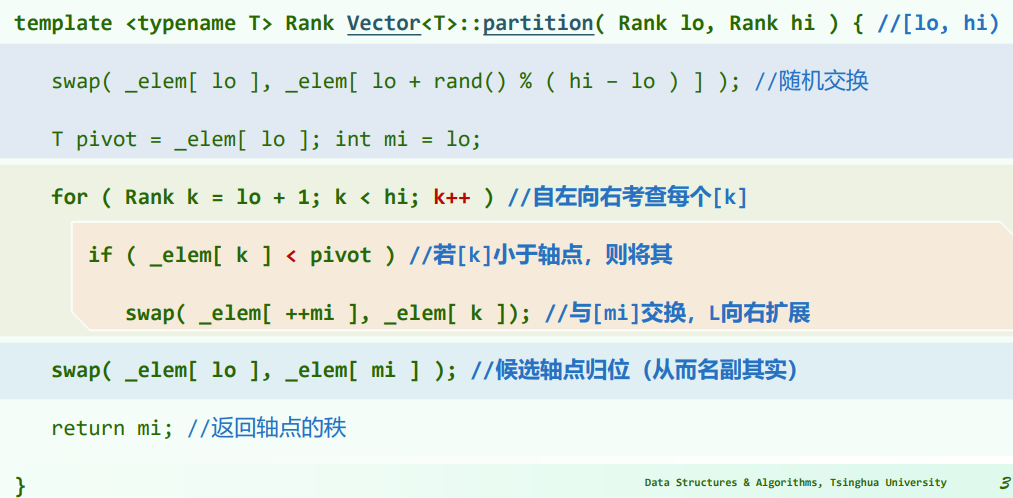 template <typename T> Rank Vector<T>::partition( Rank lo, Rank hi ) { //[lo, hi)
swap( _elem[ lo ], _elem[ lo + rand() % ( hi – lo ) ] ); //随机交换
T pivot = _elem[ lo ]; int mi = lo;
for ( Rank k = lo + 1; k < hi; k++ ) //自左向右考查每个[k]
if ( _elem[ k ] < pivot ) //若[k]小于轴点，则将其
swap( _elem[ ++mi ], _elem[ k ]); //与[mi]交换，L向右扩展
swap( _elem[ lo ], _elem[ mi ] ); //候选轴点归位（从而名副其实）
return mi; //返回轴点的秩
}
Data Structures & Algorithms, Tsinghua University 3